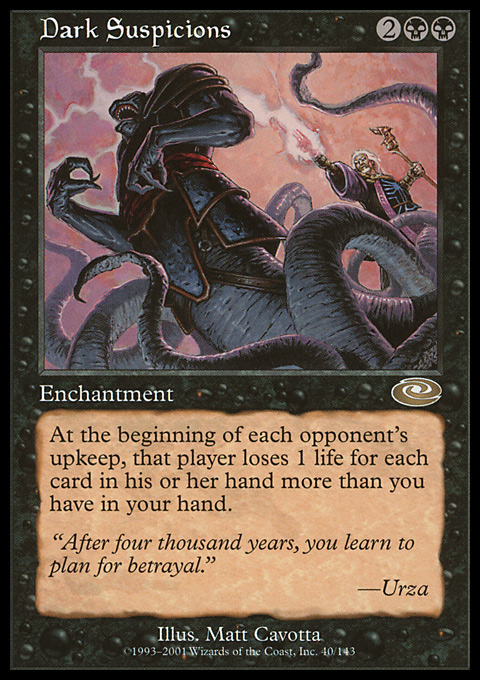 Dark Suspicions 2
Enchantment
At the beginning of each opponent's
upkeep, that player loses 1 life for each
card in his or her hand more than you
have in your hand.
“After four thousand years, you learn to
plan for betrayal.”
—Urza
Illus. Matt Cavotta
©1993–2001 Wizards of the Coast, Inc. 40/143